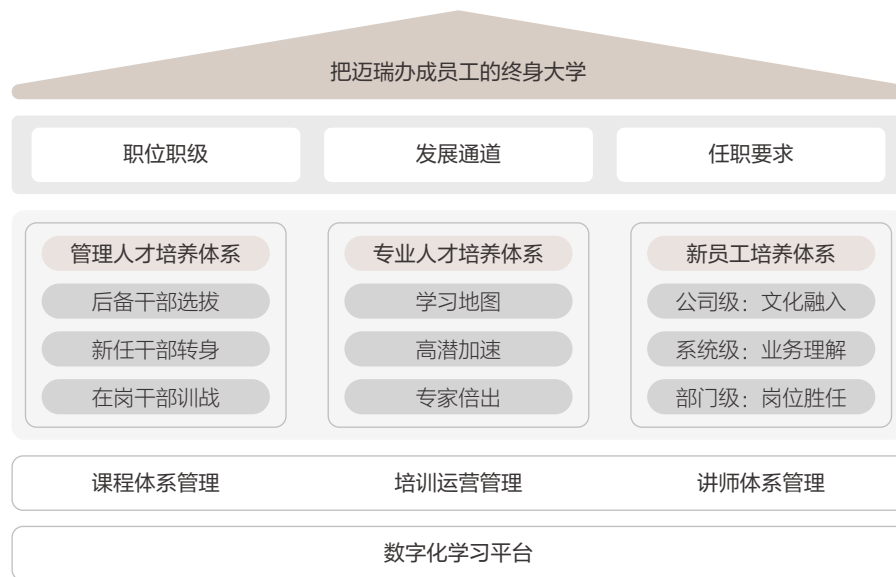 把迈瑞办成员工的终身大学
职位职级
发展通道
任职要求
管理人才培养体系
后备干部选拔
新任干部转身
在岗干部训战
专业人才培养体系
学习地图
高潜加速
专家倍出
新员工培养体系
公司级：文化融入
系统级：业务理解
部门级：岗位胜任
课程体系管理
培训运营管理
讲师体系管理
数字化学习平台